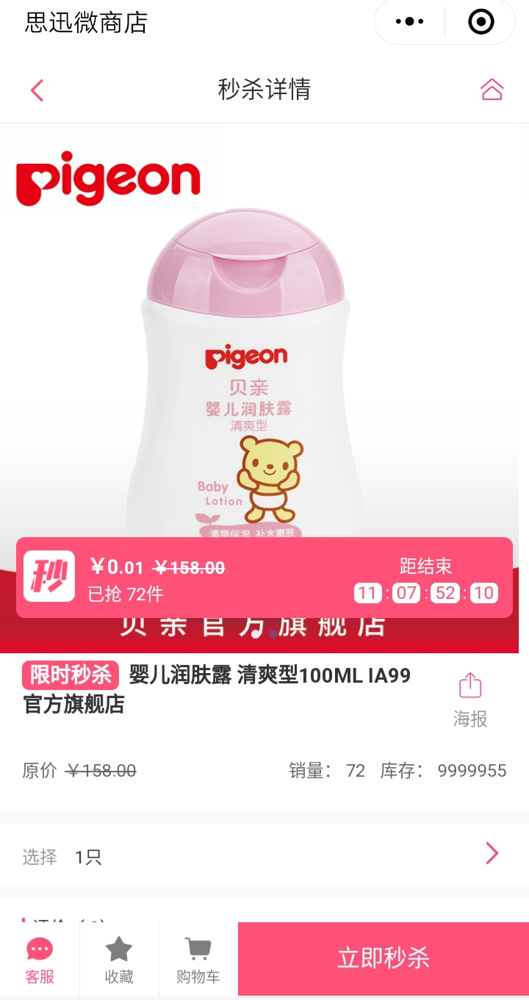 思迅微商店
秒杀详情
pigeon
pigeon
贝亲
婴儿润肤露
清爽型
Baby
Lotion
清爽保湿 补水嫩肤
秒
￥0.01 ￥158.00
已抢 72件
距结束
11:07:52:10
贝亲官方旗舰店
限时秒杀 婴儿润肤露 清爽型100ML IA99
官方旗舰店
海报
原价 ￥158.00
销量： 72 库存： 9999955
选择 1只
客服
收藏
购物车
立即秒杀